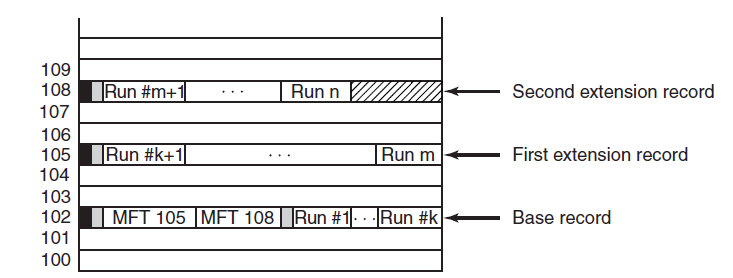 109
108 Run #m+1 · · · Run n Second extension record
107
106
105 Run #k+1 · · · Run m First extension record
104
103
102 MFT 105 MFT 108 Run #1 · · · Run #k Base record
101
100